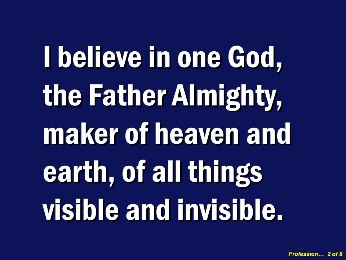 I believe in one God,
the Father Almighty,
maker of heaven and
earth, of all things
visible and invisible.
Profession... 2 of 8